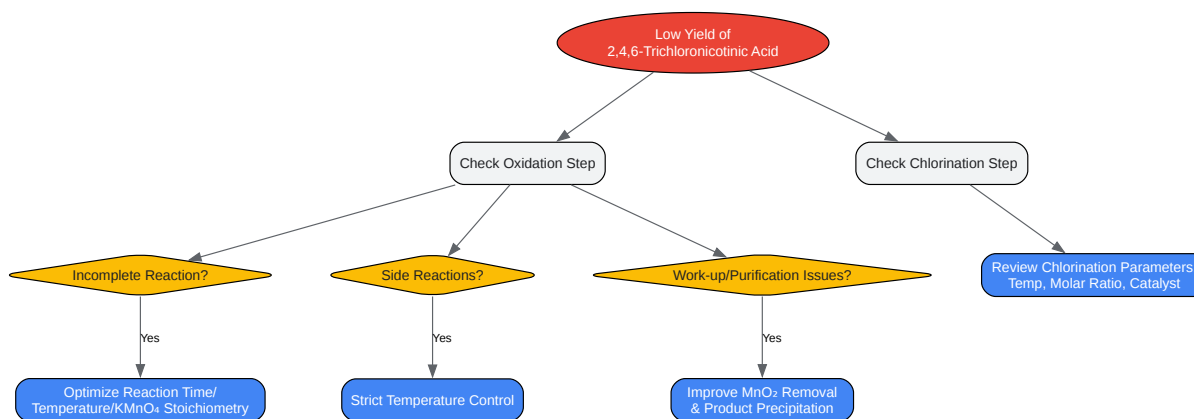 Low Yield of
2,4,6-Trichloronicotinic Acid
Check Oxidation Step
Check Chlorination Step
Incomplete Reaction?
Side Reactions?
Work-up/Purification Issues?
Review Chlorination Parameters
Temp, Molar Ratio, Catalyst
Yes
Yes
Yes
Optimize Reaction Time/
Temperature/KMnO₄ Stoichiometry
Strict Temperature Control
Improve MnO₂ Removal
& Product Precipitation